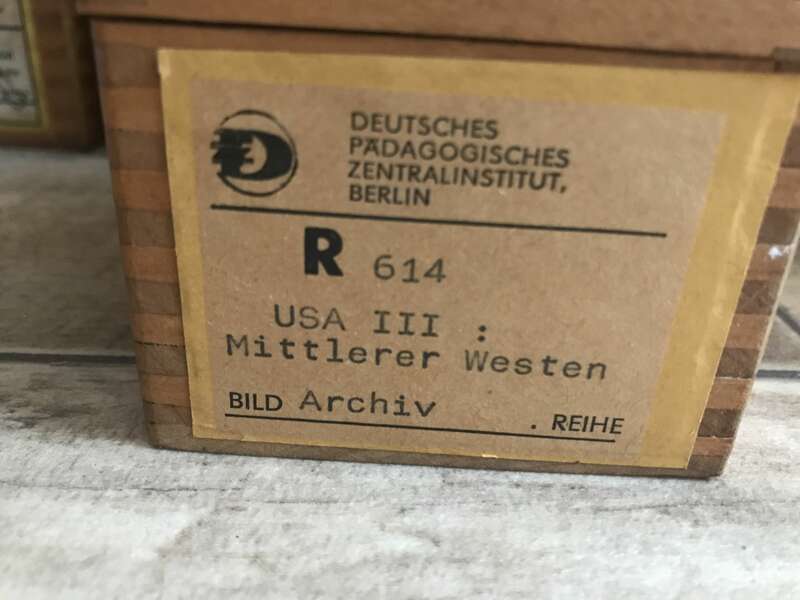 DEUTSCHES
PÄDAGOGISCHES
ZENTRALINSTITUT,
BERLIN
R 614
USA III :
Mittlerer Westen
BILD Archiv . REIHE